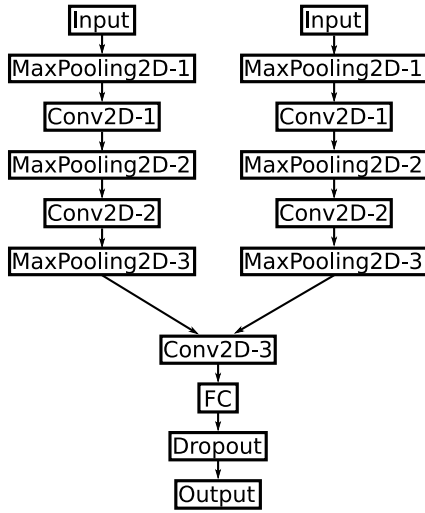 Input
Input
MaxPooling2D-1
MaxPooling2D-1
Conv2D-1
Conv2D-1
MaxPooling2D-2
MaxPooling2D-2
Conv2D-2
Conv2D-2
MaxPooling2D-3
MaxPooling2D-3
Conv2D-3
FC
Dropout
Output